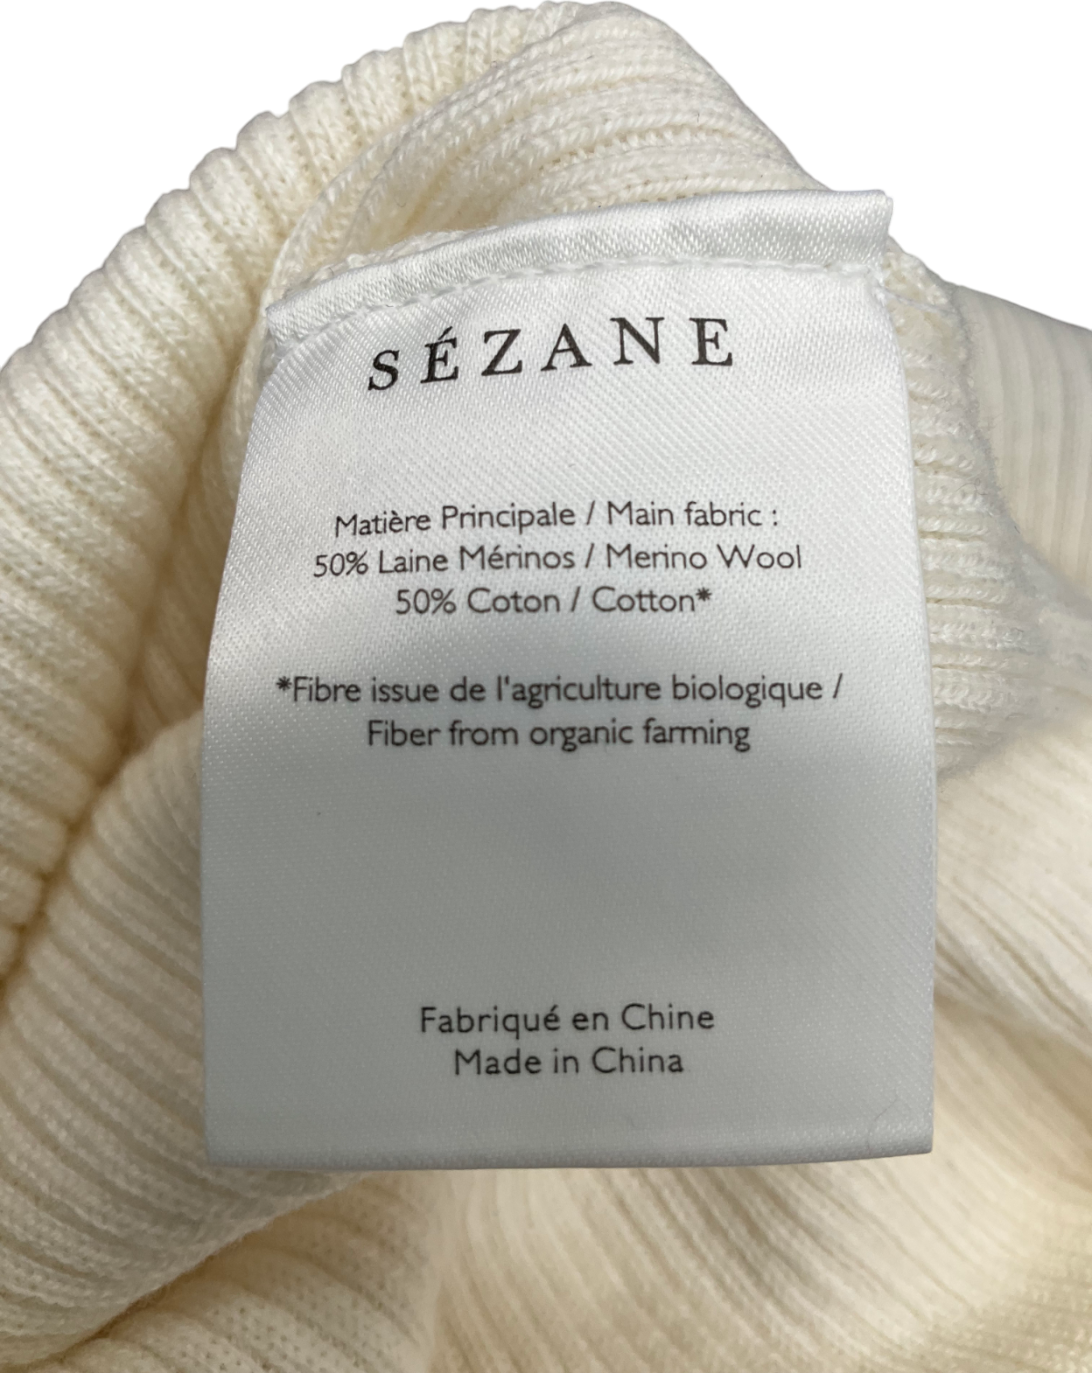 SÉZANE
Matière Principale / Main fabric :
50% Laine Mérinos / Merino Wool
50% Coton / Cotton*
*Fibre issue de l'agriculture biologique /
Fiber from organic farming
Fabriqué en Chine
Made in China